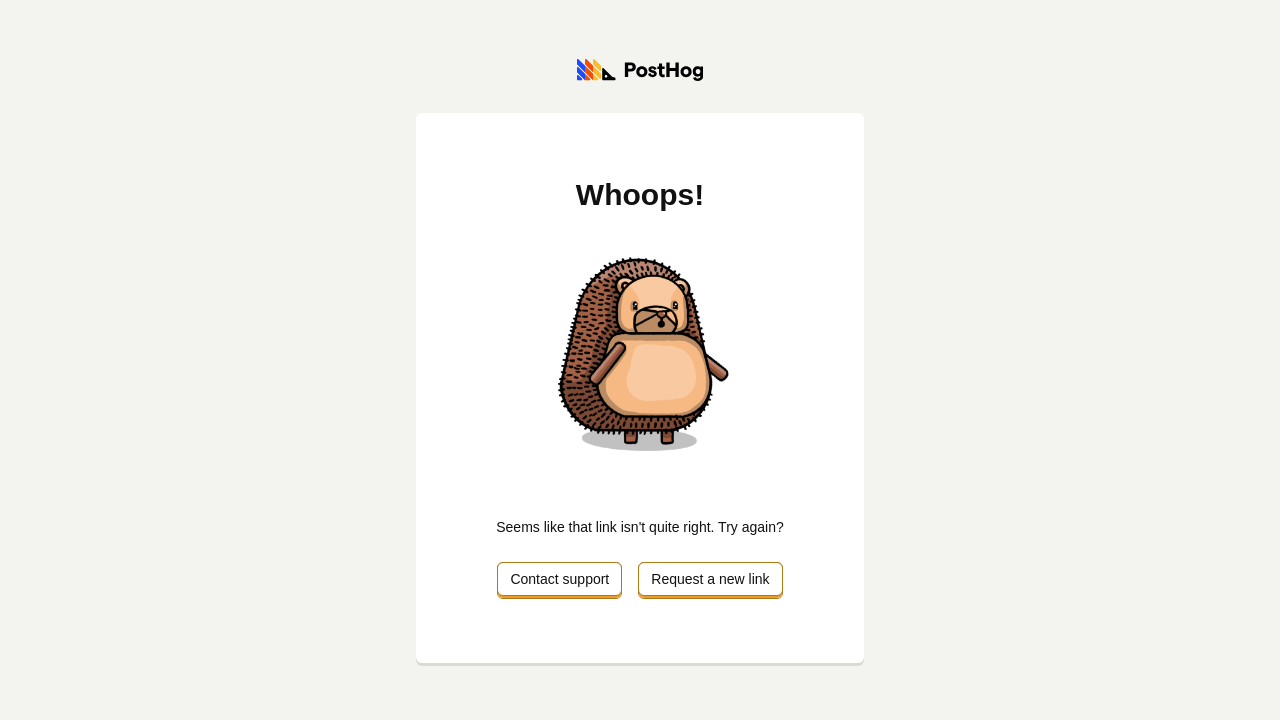 PostHog
Whoops!
Seems like that link isn't quite right. Try again?
Contact support
Request a new link